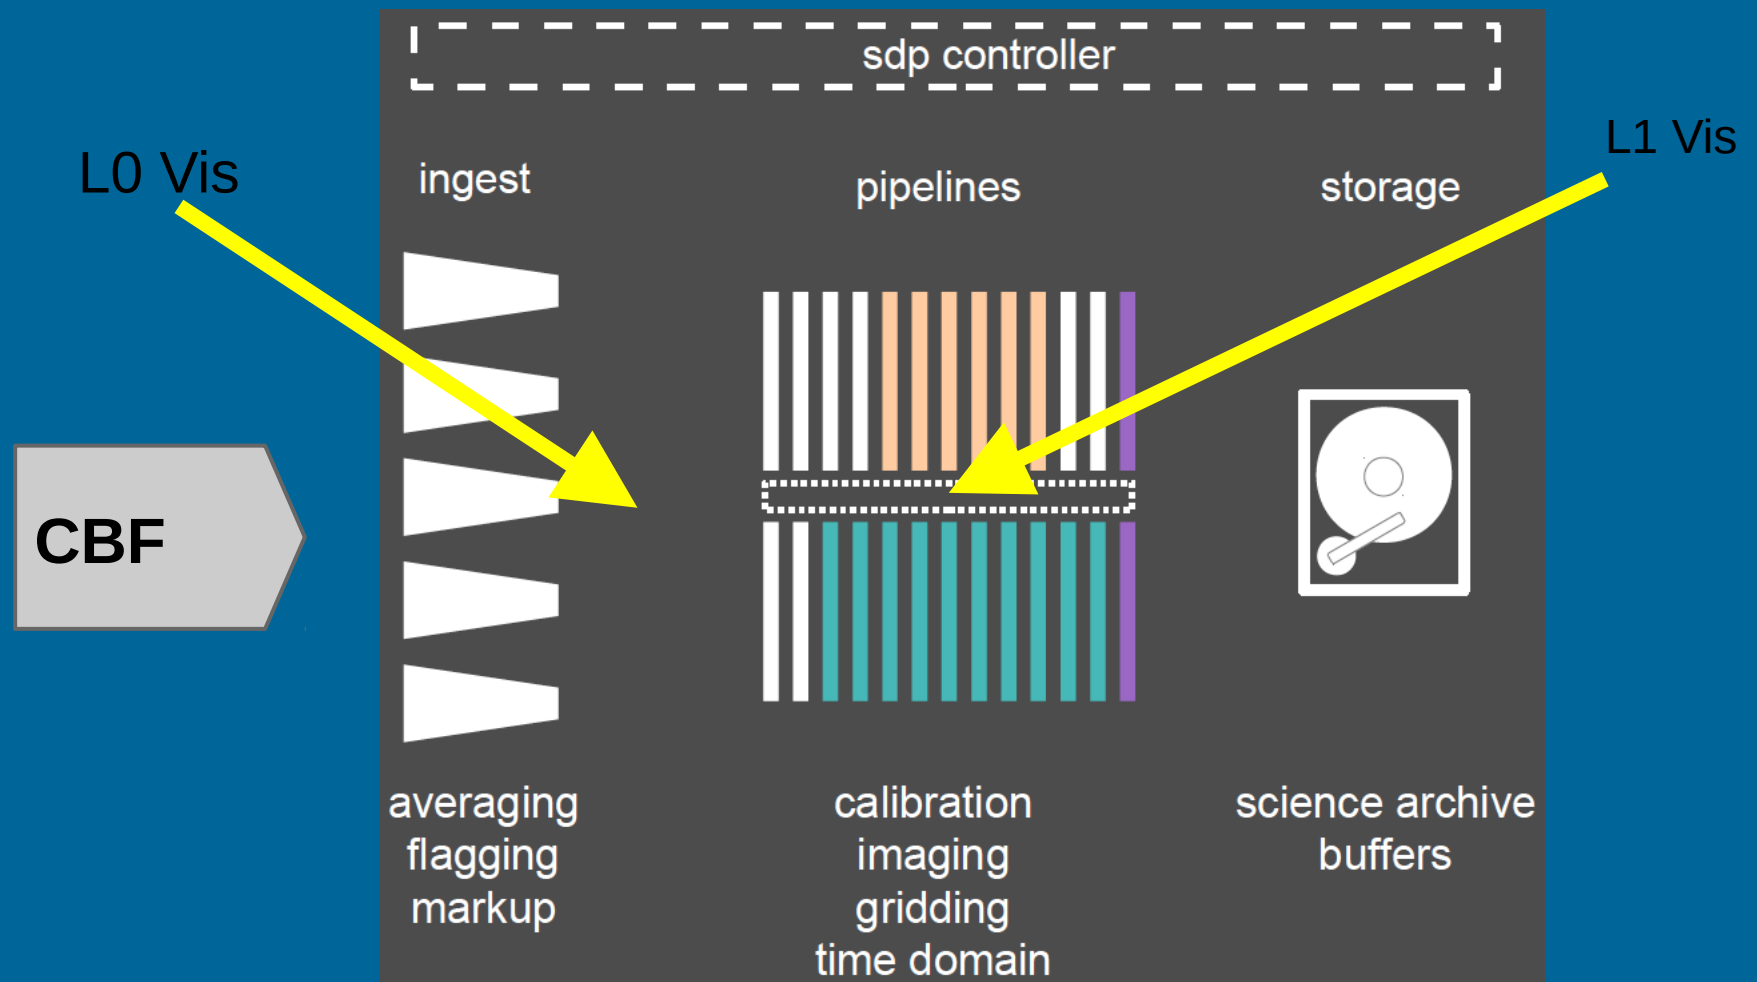 sdp controller
L0 Vis
L1 Vis
ingest
pipelines
storage
CBF
averaging
flagging
markup
calibration
imaging
gridding
time domain
science archive
buffers